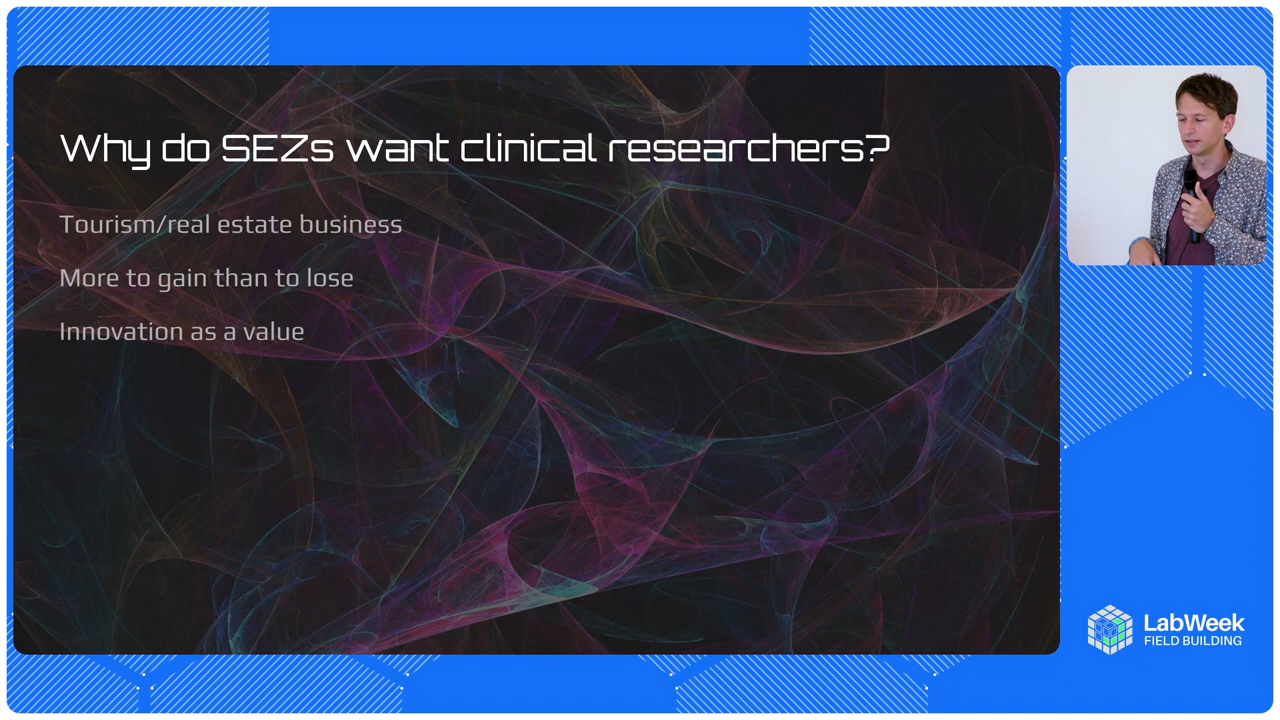 Why do SEZs want clinical researchers?
Tourism/real estate business
More to gain than to lose
Innovation as a value
LabWeek
FIELD BUILDING